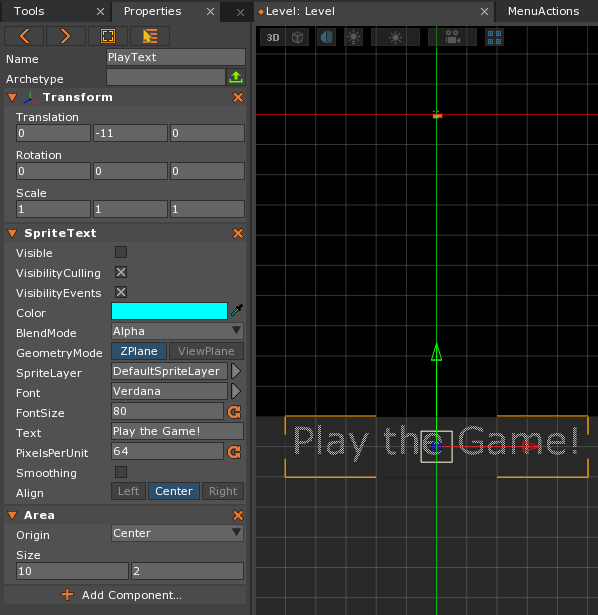 Tools
Properties
Level: Level
MenuActions
3D
Name
PlayText
Archetype
Transform
Translation
0 -11 0
Rotation
0 0 0
Scale
1 1 1
SpriteText
Visible
VisibilityCulling
VisibilityEvents
Color
BlendMode Alpha
GeometryMode ZPlane ViewPlane
SpriteLayer DefaultSpriteLayer
Font Verdana
FontSize 80
Text Play the Game!
PixelsPerUnit 64
Smoothing
Align Left Center Right
Area
Origin Center
Size
10 2
Add Component...
Play the Game!